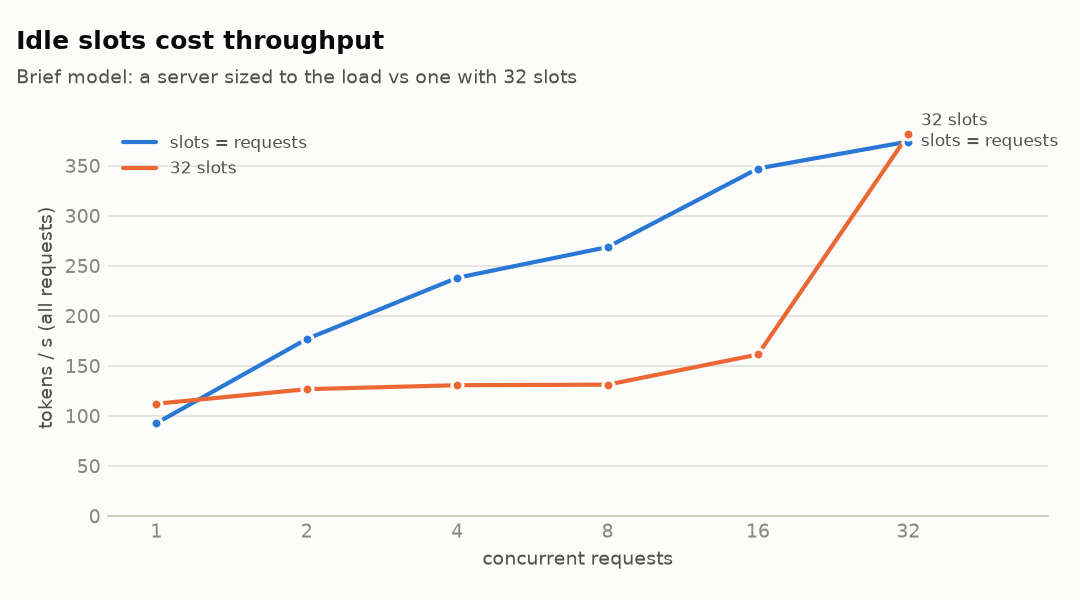 Idle slots cost throughput
Brief model: a server sized to the load vs one with 32 slots
32 slots
slots = requests
slots = requests
32 slots
350
300
250
200
150
100
50
0
tokens / s (all requests)
1 2 4 8 16 32
concurrent requests